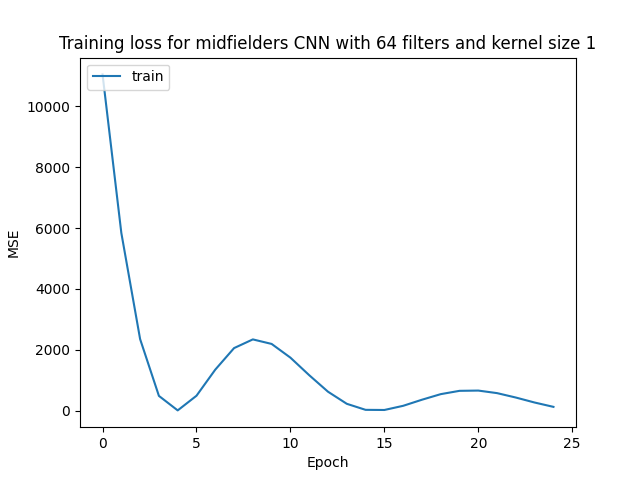 Training loss for midfielders CNN with 64 filters and kernel size 1
train
10000
8000
6000
4000
2000
0
MSE
0 5 10 15 20 25
Epoch